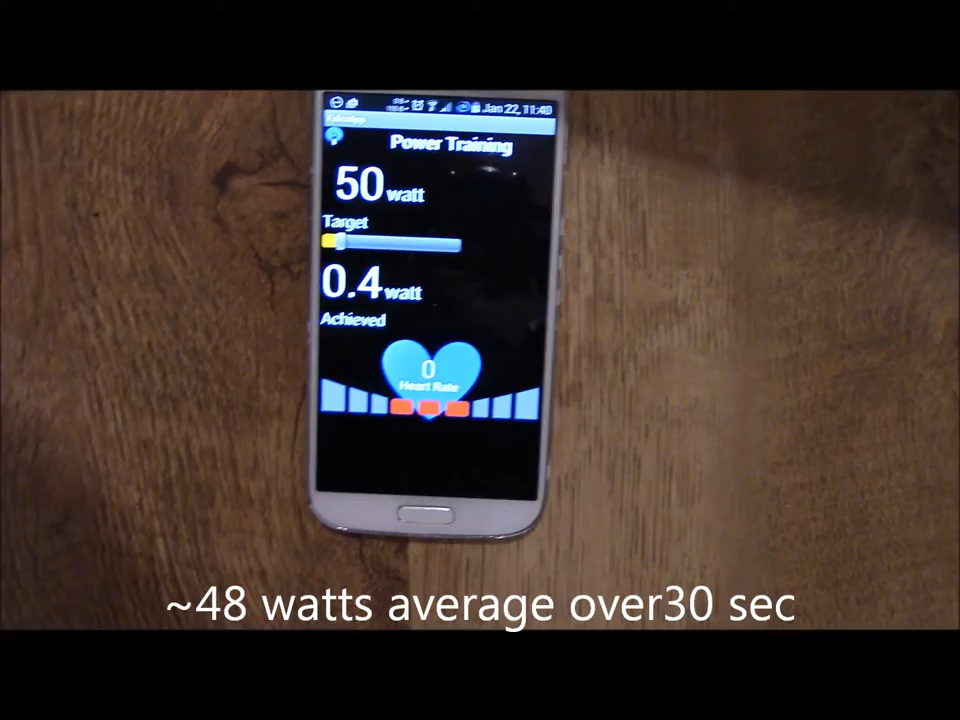 Jan 22, 11:40
Power Training
50 watt
Target
0.4 watt
Achieved
0
Heart Rate
~48 watts average over30 sec